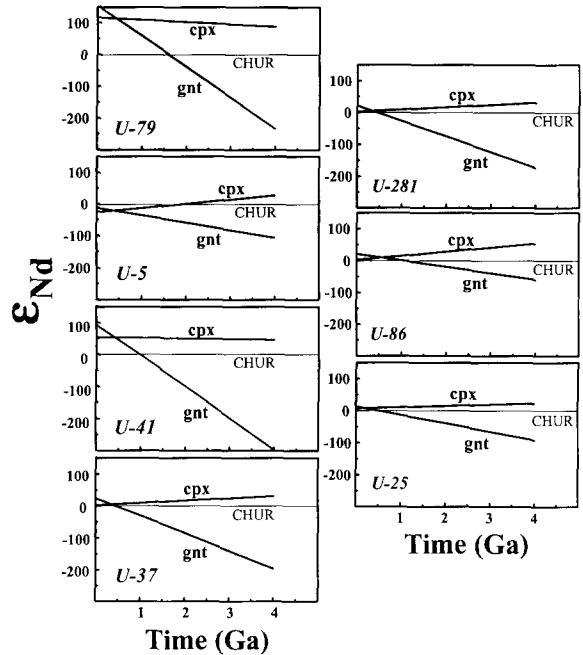 εNd
100
0
-100
-200
cpx
CHUR
gnt
U-79
100
0
-100
-200
cpx
CHUR
gnt
U-5
100
0
-100
-200
cpx
CHUR
gnt
U-41
100
0
-100
-200
cpx
CHUR
gnt
U-37
1 2 3 4
Time (Ga)
100
0
-100
-200
cpx
CHUR
gnt
U-281
100
0
-100
-200
cpx
CHUR
gnt
U-86
100
0
-100
-200
cpx
CHUR
gnt
U-25
1 2 3 4
Time (Ga)